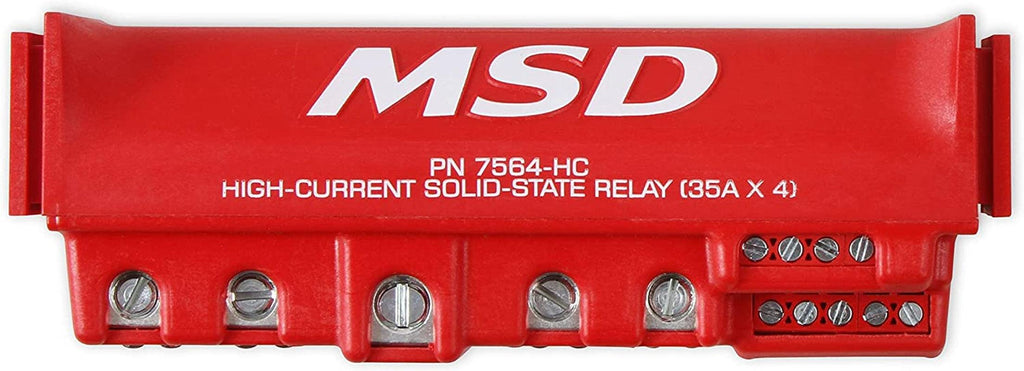 MSD
PN 7564-HC
HIGH-CURRENT SOLID-STATE RELAY (35A X 4)